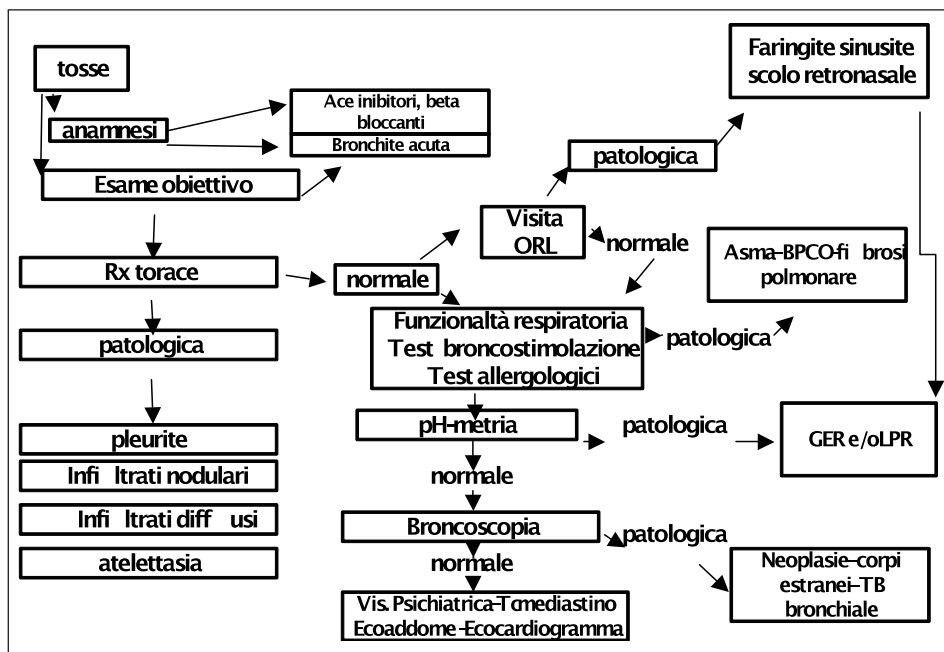 tosse
anamnesi
Ace inibitori, beta
bloccanti
Bronchite acuta
Faringite sinusite
scolo retronasale
patologica
Esame obiettivo
Visita
ORL
normale
Rx torace
normale
Asma-BPCO-fi brosi
polmonare
Funzionaltà respiratoria
Test broncostimolazione
Test allergologici
patologica
patologica
pleurite
Infi ltrati nodulari
Infi ltrati diff usi
atelettasia
pH-metria
patologica
GER e/oLPR
normale
Broncoscopia
patologica
normale
Neoplasie-corpi
estranei-TB
bronchiale
Vis. Psichiatrica-Tcmediastino
Ecoaddome-Ecocardiogramma